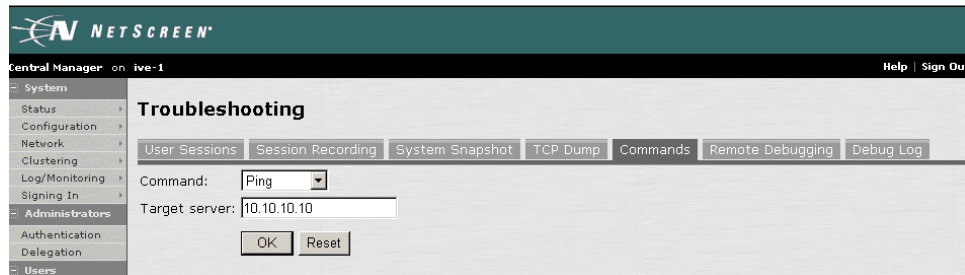 NETSCREEN®
Central Manager on ive-1
Help | Sign Ou
System
Status
Configuration
Network
Clustering
Log/Monitoring
Signing In
Administrators
Authentication
Delegation
Users
Troubleshooting
User Sessions Session Recording System Snapshot TCP Dump Commands Remote Debugging Debug Log
Command: Ping
Target server: 10.10.10.10
OK Reset